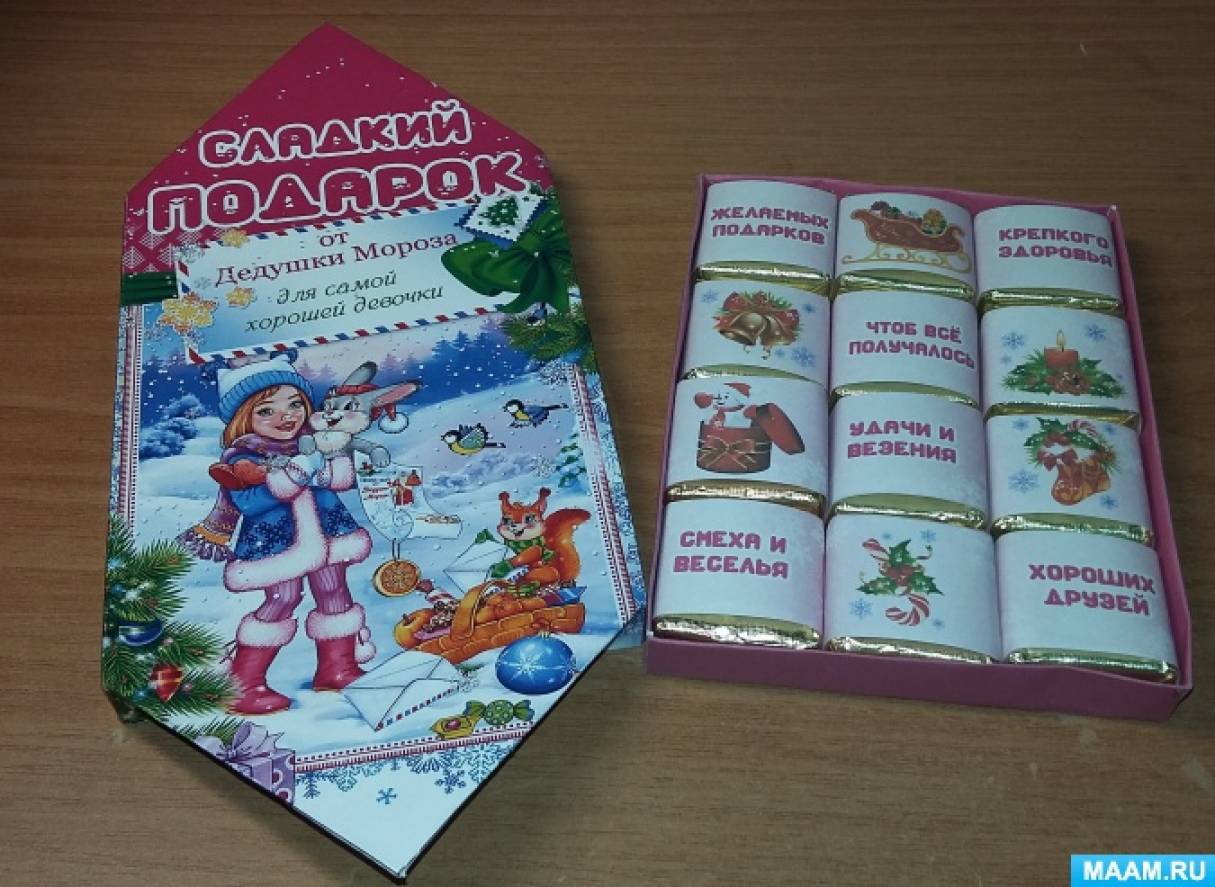 СЛАДКИЙ
ПОДАРОК
от
Дедушки Мороза
для самой
хорошей девочки
ЖЕЛАЕМЫХ
ПОДАРКОВ
КРЕПКОГО
ЗДОРОВЬЯ
ЧТОБ ВСЁ
ПОЛУЧАЛОСЬ
УДАЧИ И
ВЕЗЕНИЯ
СМЕХА И
ВЕСЕЛЬЯ
ХОРОШИХ
ДРУЗЕЙ
MAAM.RU